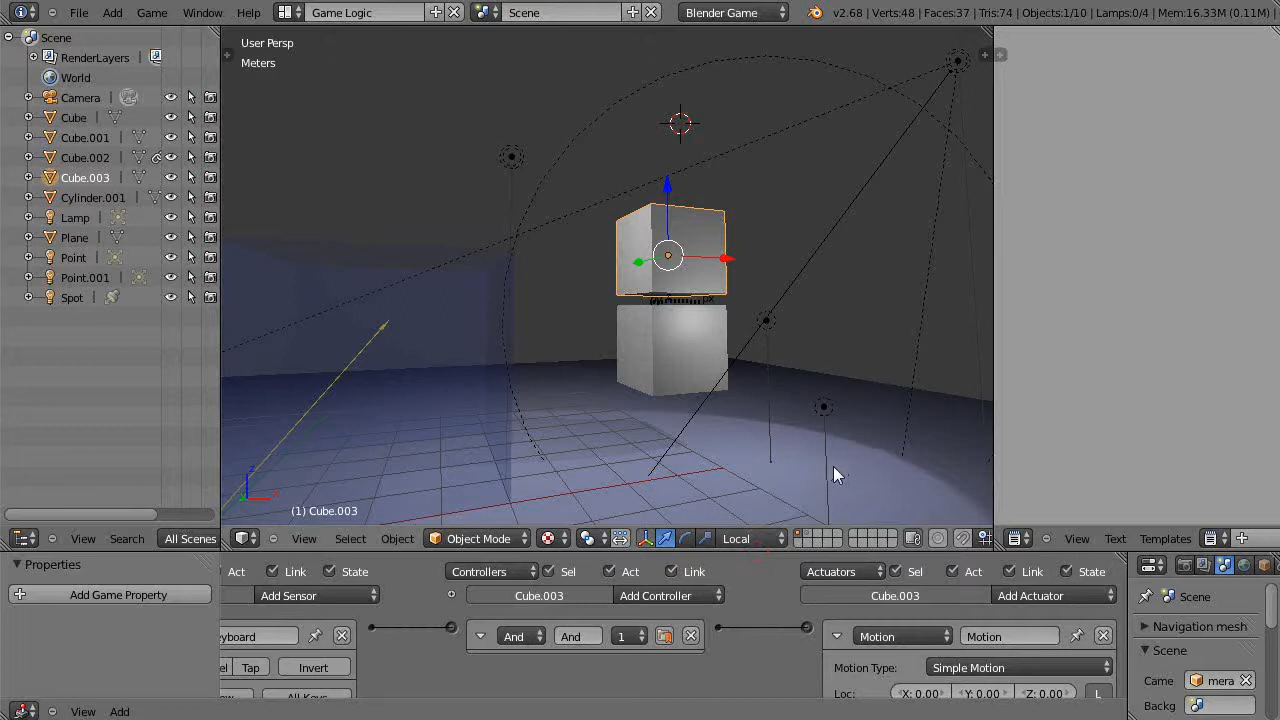 File Add Game Window Help Game Logic Scene Blender Game v2.68 | Verts:48 | Faces:37 | Tris:74 | Objects:1/10 | Lamps:0/4 | Mem:16.33M (0.11M) |
Scene
RenderLayers |
World
Camera |
Cube |
Cube.001 |
Cube.002 |
Cube.003 |
Cylinder.001 |
Lamp |
Plane |
Point |
Point.001 |
Spot |
User Persp
Meters
(1) Cube.003
View Search All Scenes
View Select Object Object Mode Local
View Text Templates
Properties
Add Game Property
Act Link State
Add Sensor
Controllers Sel Act Link
Cube.003 Add Controller
Actuators Sel Act Link State
Cube.003 Add Actuator
eyboard
And And 1
Motion Motion
el Tap Invert
All Keys
Motion Type: Simple Motion
Loc: X: 0.00 Y: 0.00 Z: 0.00 L
Scene
Navigation mesh
Scene
Came mera
Backg
View Add